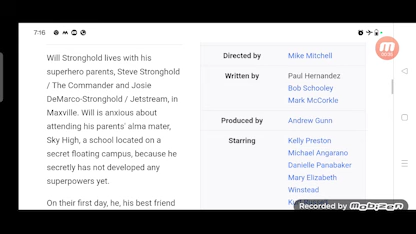 7:16
00:05
Will Stronghold lives with his
superhero parents, Steve Stronghold
/ The Commander and Josie
DeMarco-Stronghold / Jetstream, in
Maxville. Will is anxious about
attending his parents' alma mater,
Sky High, a school located on a
secret floating campus, because he
secretly has not developed any
superpowers yet.
On their first day, he, his best friend
Directed by Mike Mitchell
Written by Paul Hernandez
Bob Schooley
Mark McCorkle
Produced by Andrew Gunn
Starring Kelly Preston
Michael Angarano
Danielle Panabaker
Mary Elizabeth
Winstead
Recorded by Mobizen